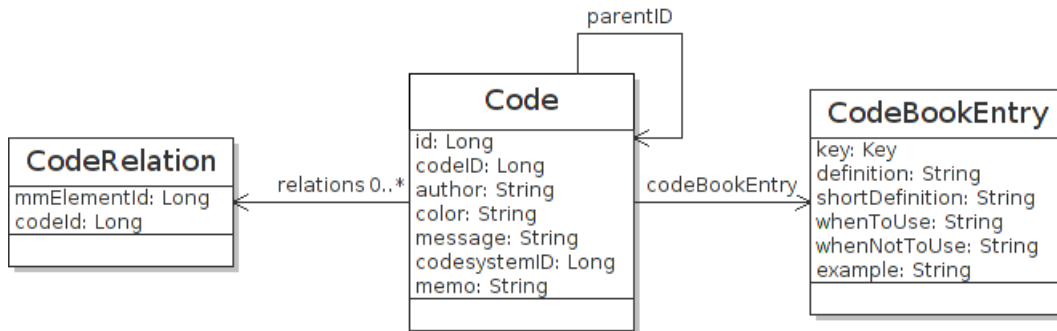 parentID
Code
id: Long
codeID: Long
author: String
color: String
message: String
codesystemID: Long
memo: String
CodeRelation
mmElementId: Long
codeId: Long
relations 0..*
codeBookEntry
CodeBookEntry
key: Key
definition: String
shortDefinition: String
whenToUse: String
whenNotToUse: String
example: String